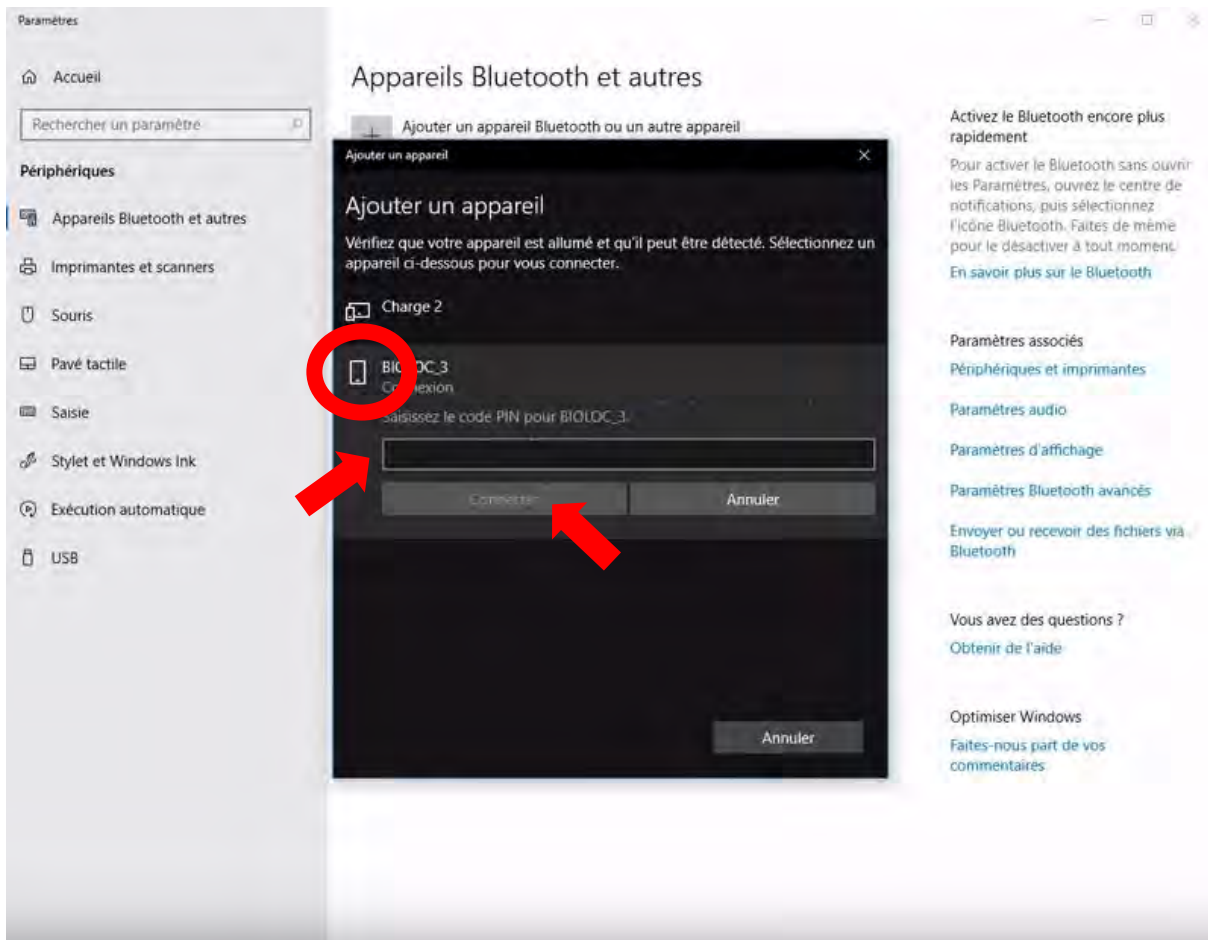 Paramètres
Accueil
Rechercher un paramètre
Périphériques
Appareils Bluetooth et autres
Imprimantes et scanners
Souris
Pavé tactile
Saisie
Stylet et Windows Ink
Exécution automatique
USB
Appareils Bluetooth et autres
Ajouter un appareil Bluetooth ou un autre appareil
Ajouter un appareil
Ajouter un appareil
Vérifiez que votre appareil est allumé et qu'il peut être détecté. Sélectionnez un
appareil ci-dessous pour vous connecter.
Charge 2
BIOLOC_3
Connexion
Saisissez le code PIN pour BIOLOC_3.
Connecter
Annuler
Annuler
Activez le Bluetooth encore plus
rapidement
Pour activer le Bluetooth sans ouvrir
les Paramètres, ouvrez le centre de
notifications, puis sélectionnez
l'icône Bluetooth. Faites de même
pour le désactiver à tout moment.
En savoir plus sur le Bluetooth
Paramètres associés
Périphériques et imprimantes
Paramètres audio
Paramètres d'affichage
Paramètres Bluetooth avancés
Envoyer ou recevoir des fichiers via
Bluetooth
Vous avez des questions ?
Obtenir de l'aide
Optimiser Windows
Faites-nous part de vos
commentaires